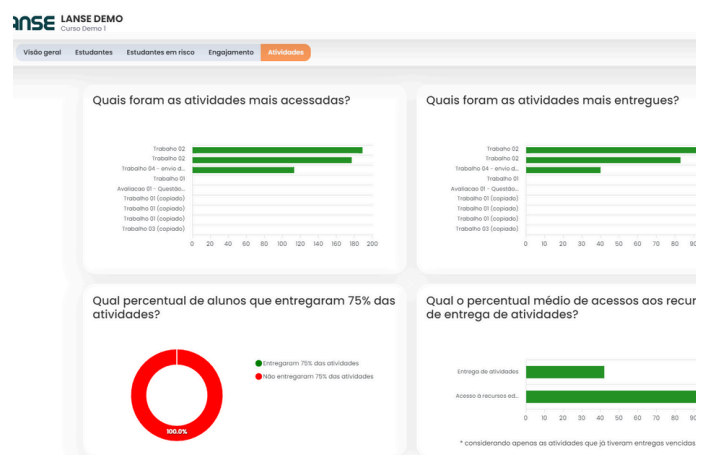 LANSE LANSE DEMO
Curso Demo 1
Visão geral Estudantes Estudantes em risco Engajamento Atividades
Quais foram as atividades mais acessadas?
Trabalho 02
Trabalho 02
Trabalho 04 - envio d...
Trabalho 01
Avaliacao 01 - Questão...
Trabalho 01 (copiado)
Trabalho 01 (copiado)
Trabalho 01 (copiado)
Trabalho 03 (copiado)
0 20 40 60 80 100 120 140 160 180 200
Quais foram as atividades mais entregues?
Trabalho 02
Trabalho 02
Trabalho 04 - envio d...
Trabalho 01
Avaliacao 01 - Questão...
Trabalho 01 (copiado)
Trabalho 01 (copiado)
Trabalho 01 (copiado)
Trabalho 03 (copiado)
0 10 20 30 40 50 60 70 80 90
Qual percentual de alunos que entregaram 75% das
atividades?
Entregaram 75% das atividades
Não entregaram 75% das atividades
100.0%
Qual o percentual médio de acessos aos recur
de entrega de atividades?
Entrega de atividades
Acesso à recursos ed...
0 10 20 30 40 50 60 70 80 90
* considerando apenas as atividades que já tiveram entregas vencidas